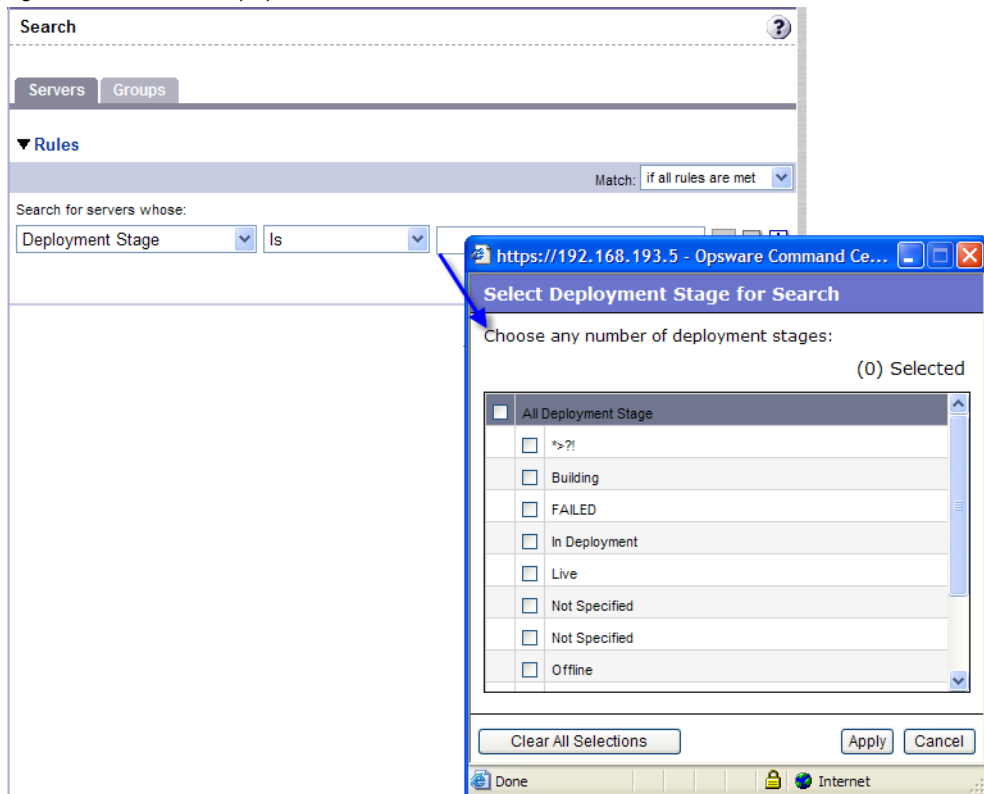 Search
?
Servers Groups
Rules
Match: if all rules are met
Search for servers whose:
Deployment Stage Is
https://192.168.193.5 - Opsware Command Ce...
Select Deployment Stage for Search
Choose any number of deployment stages:
(0) Selected
All Deployment Stage
*>?!
Building
FAILED
In Deployment
Live
Not Specified
Not Specified
Offline
Clear All Selections Apply Cancel
Done Internet